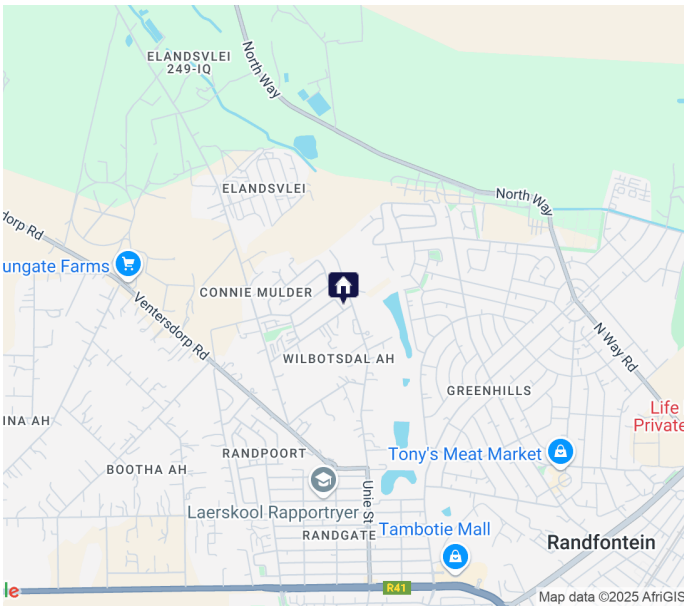 ELANDSVLEI
249-IQ
North Way
ELANDSVLEI
North Way
dorp Rd
ungate Farms
CONNIE MULDER
Ventersdorp Rd
N Way Rd
WILBOTSDAL AH
GREENHILLS
Life
Private
INA AH
RANDPOORT
Tony's Meat Market
BOOTHA AH
Laerskool Rapportryer
Unie St
RANDGATE
Tambotie Mall
Randfontein
R41
le
Map data ©2025 AfriGIS